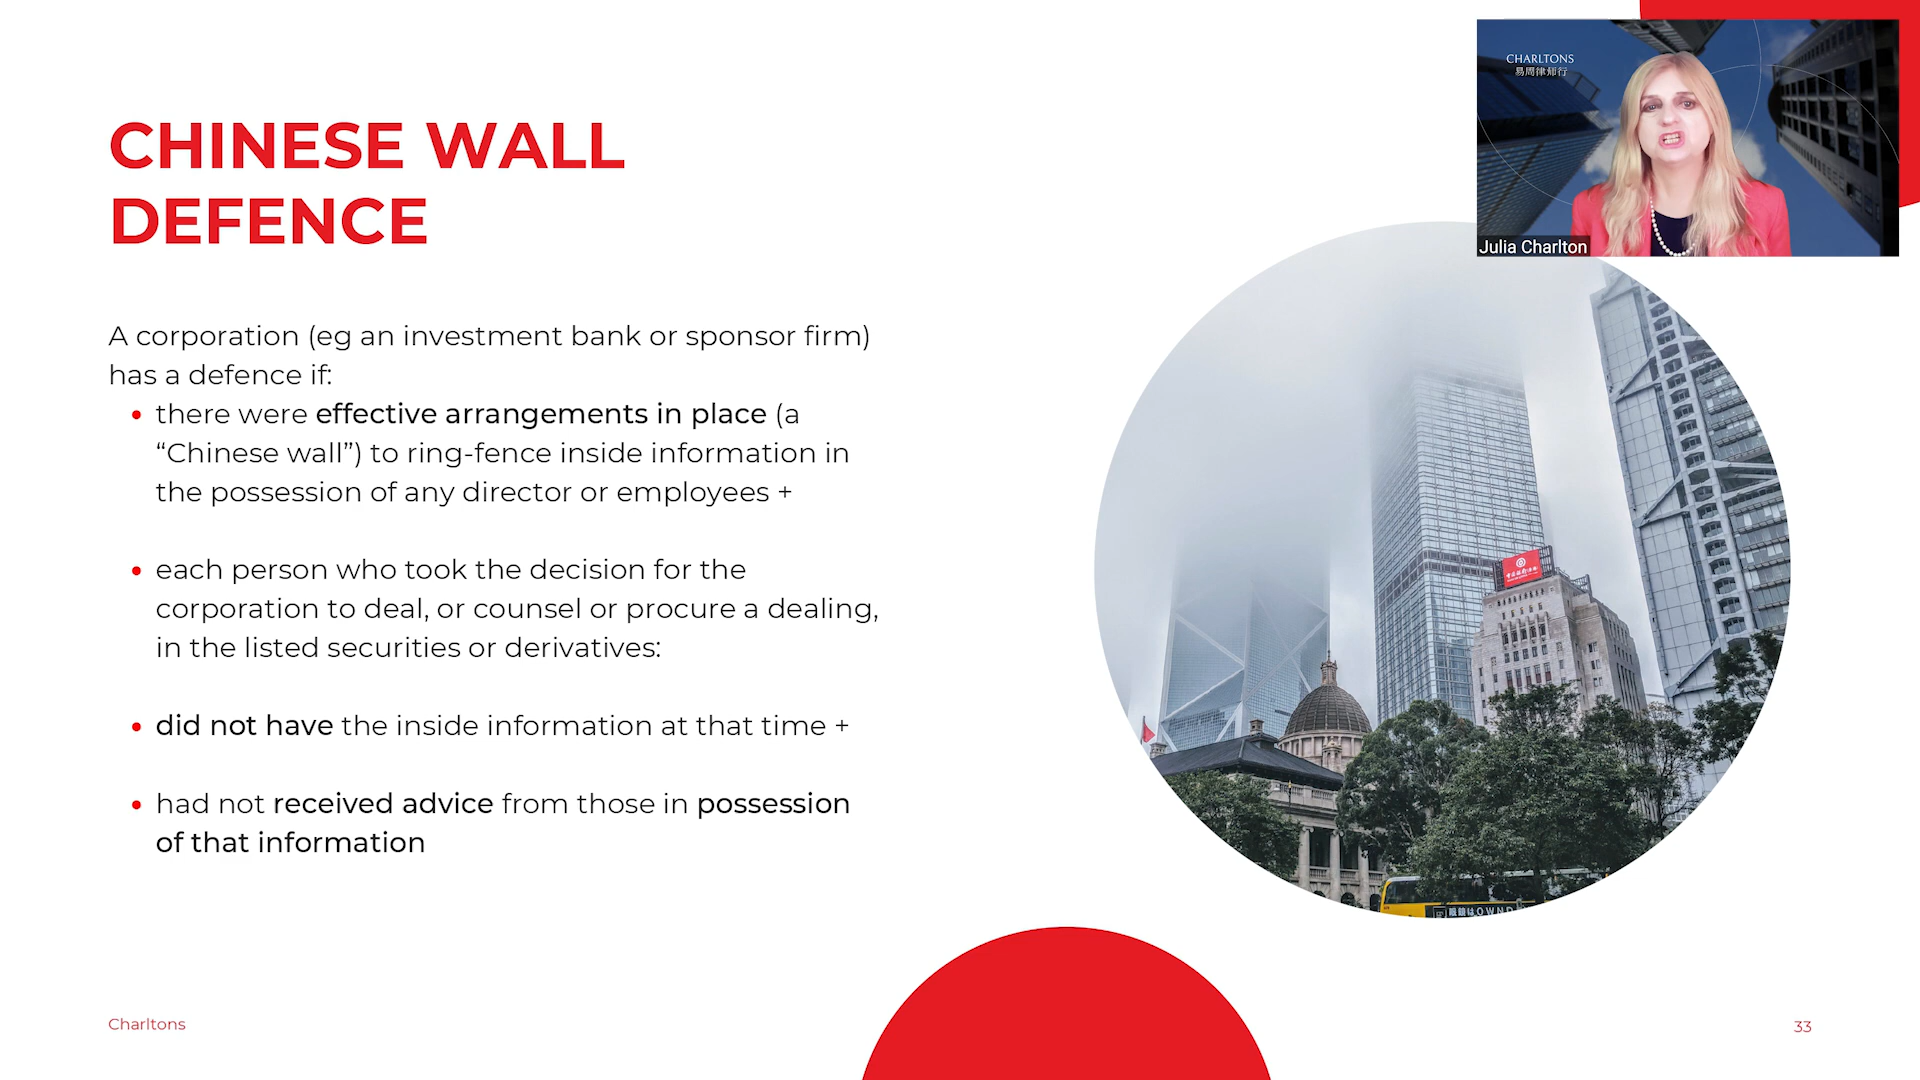 CHINESE WALL
DEFENCE
A corporation (eg an investment bank or sponsor firm)
has a defence if:
• there were effective arrangements in place (a
“Chinese wall”) to ring-fence inside information in
the possession of any director or employees +
• each person who took the decision for the
corporation to deal, or counsel or procure a dealing,
in the listed securities or derivatives:
• did not have the inside information at that time +
• had not received advice from those in possession
of that information
CHARLTONS
易周律师行
Julia Charlton
Charltons
33